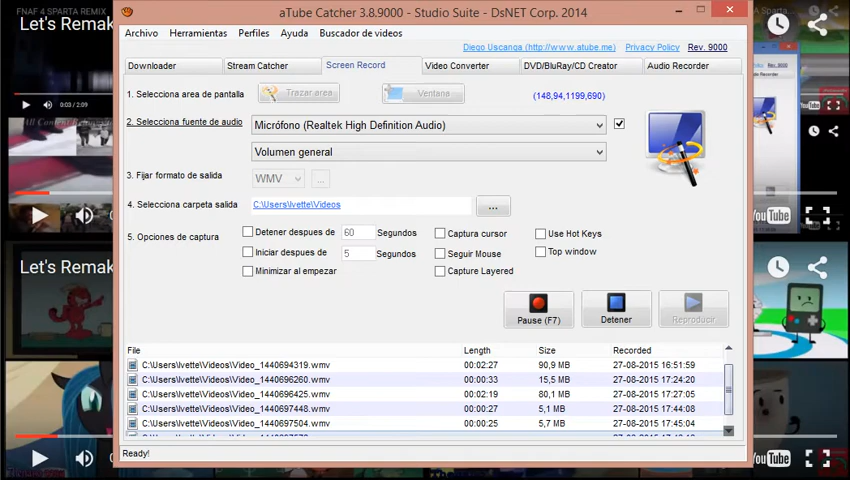 FNAF 4 SPARTA REMIX
Let's Remak
0:03 / 2:09
aTube Catcher 3.8.9000 - Studio Suite - DsNET Corp. 2014
Archivo Herramientas Perfiles Ayuda Buscador de videos
Diego Uscanga (http://www.atube.me) Privacy Policy Rev. 9000
Downloader Stream Catcher Screen Record Video Converter DVD/BluRay/CD Creator Audio Recorder
1. Selecciona area de pantalla Trazar area Ventana (148,94,1199,690)
2. Selecciona fuente de audio Micrófono (Realtek High Definition Audio)
Volumen general
3. Fijar formato de salida WMV ...
4. Selecciona carpeta salida C:\Users\Ivette\Videos ...
5. Opciones de captura
Detener despues de 60 Segundos Captura cursor Use Hot Keys
Iniciar despues de 5 Segundos Seguir Mouse Top window
Minimizar al empezar Capture Layered
Pause (F7) Detener Reproducir
File Length Size Recorded
C:\Users\Ivette\Videos\Video_1440694319.wmv 00:02:27 90,9 MB 27-08-2015 16:51:59
C:\Users\Ivette\Videos\Video_1440696260.wmv 00:00:33 15,5 MB 27-08-2015 17:24:20
C:\Users\Ivette\Videos\Video_1440696425.wmv 00:02:19 80,1 MB 27-08-2015 17:27:05
C:\Users\Ivette\Videos\Video_1440697448.wmv 00:00:27 5,1 MB 27-08-2015 17:44:08
C:\Users\Ivette\Videos\Video_1440697504.wmv 00:00:25 5,7 MB 27-08-2015 17:45:04
Ready!
Let's Remak
You Tube
You Tube